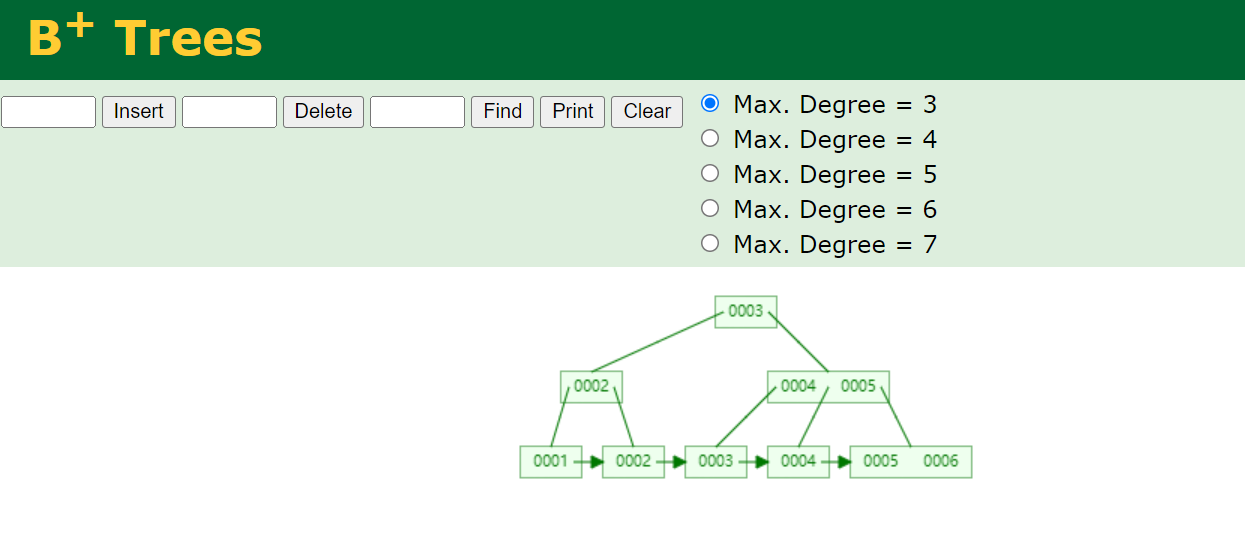 B+ Trees
Insert Delete Find Print Clear
Max. Degree = 3
Max. Degree = 4
Max. Degree = 5
Max. Degree = 6
Max. Degree = 7
0003
0002 0004 0005
0001 0002 0003 0004 0005 0006